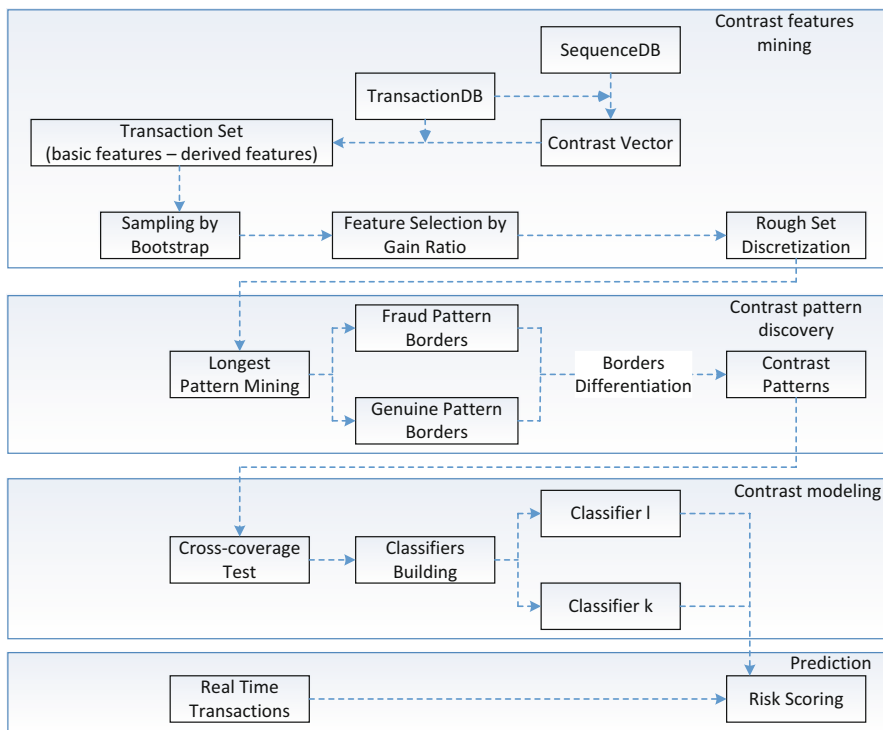 Contrast features
mining
SequenceDB
TransactionDB
Transaction Set
(basic features – derived features)
Contrast Vector
Sampling by
Bootstrap
Feature Selection by
Gain Ratio
Rough Set
Discretization
Contrast pattern
discovery
Fraud Pattern
Borders
Longest
Pattern Mining
Borders
Differentiation
Contrast
Patterns
Genuine Pattern
Borders
Contrast modeling
Classifier l
Cross-coverage
Test
Classifiers
Building
Classifier k
Prediction
Real Time
Transactions
Risk Scoring